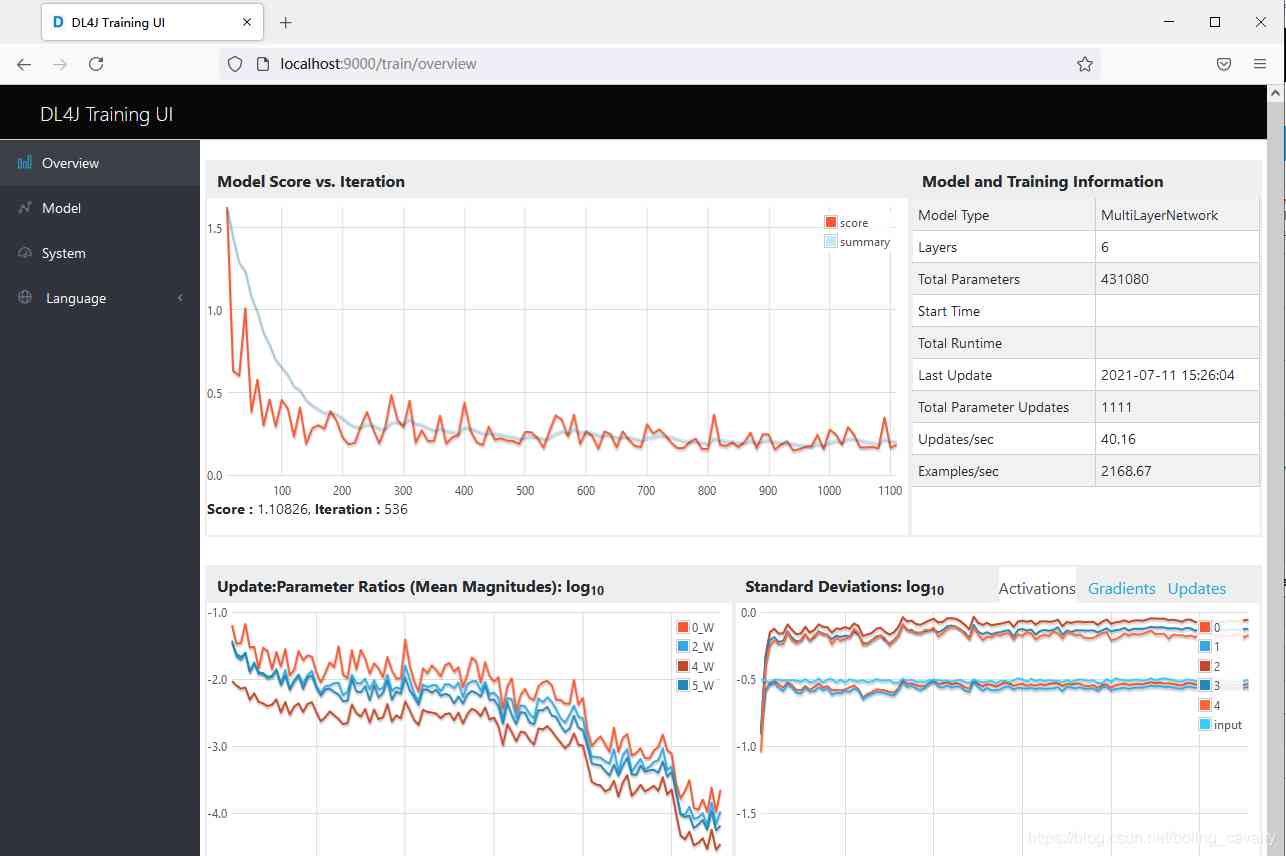 DL4J Training UI
localhost:9000/train/overview
DL4J Training UI
Overview
Model
System
Language
Model Score vs. Iteration
score
summary
1.5
1.0
0.5
0.0
100 200 300 400 500 600 700 800 900 1000 1100
Score : 1.10826, Iteration : 536
Model and Training Information
Model Type MultiLayerNetwork
Layers 6
Total Parameters 431080
Start Time
Total Runtime
Last Update 2021-07-11 15:26:04
Total Parameter Updates 1111
Updates/sec 40.16
Examples/sec 2168.67
Update:Parameter Ratios (Mean Magnitudes): log10
-1.0
-2.0
-3.0
-4.0
0_W
2_W
4_W
5_W
Standard Deviations: log10
Activations Gradients Updates
0.0
-0.5
-1.0
-1.5
0
1
2
3
4
input
https://blog.csdn.net/boling_cavalry